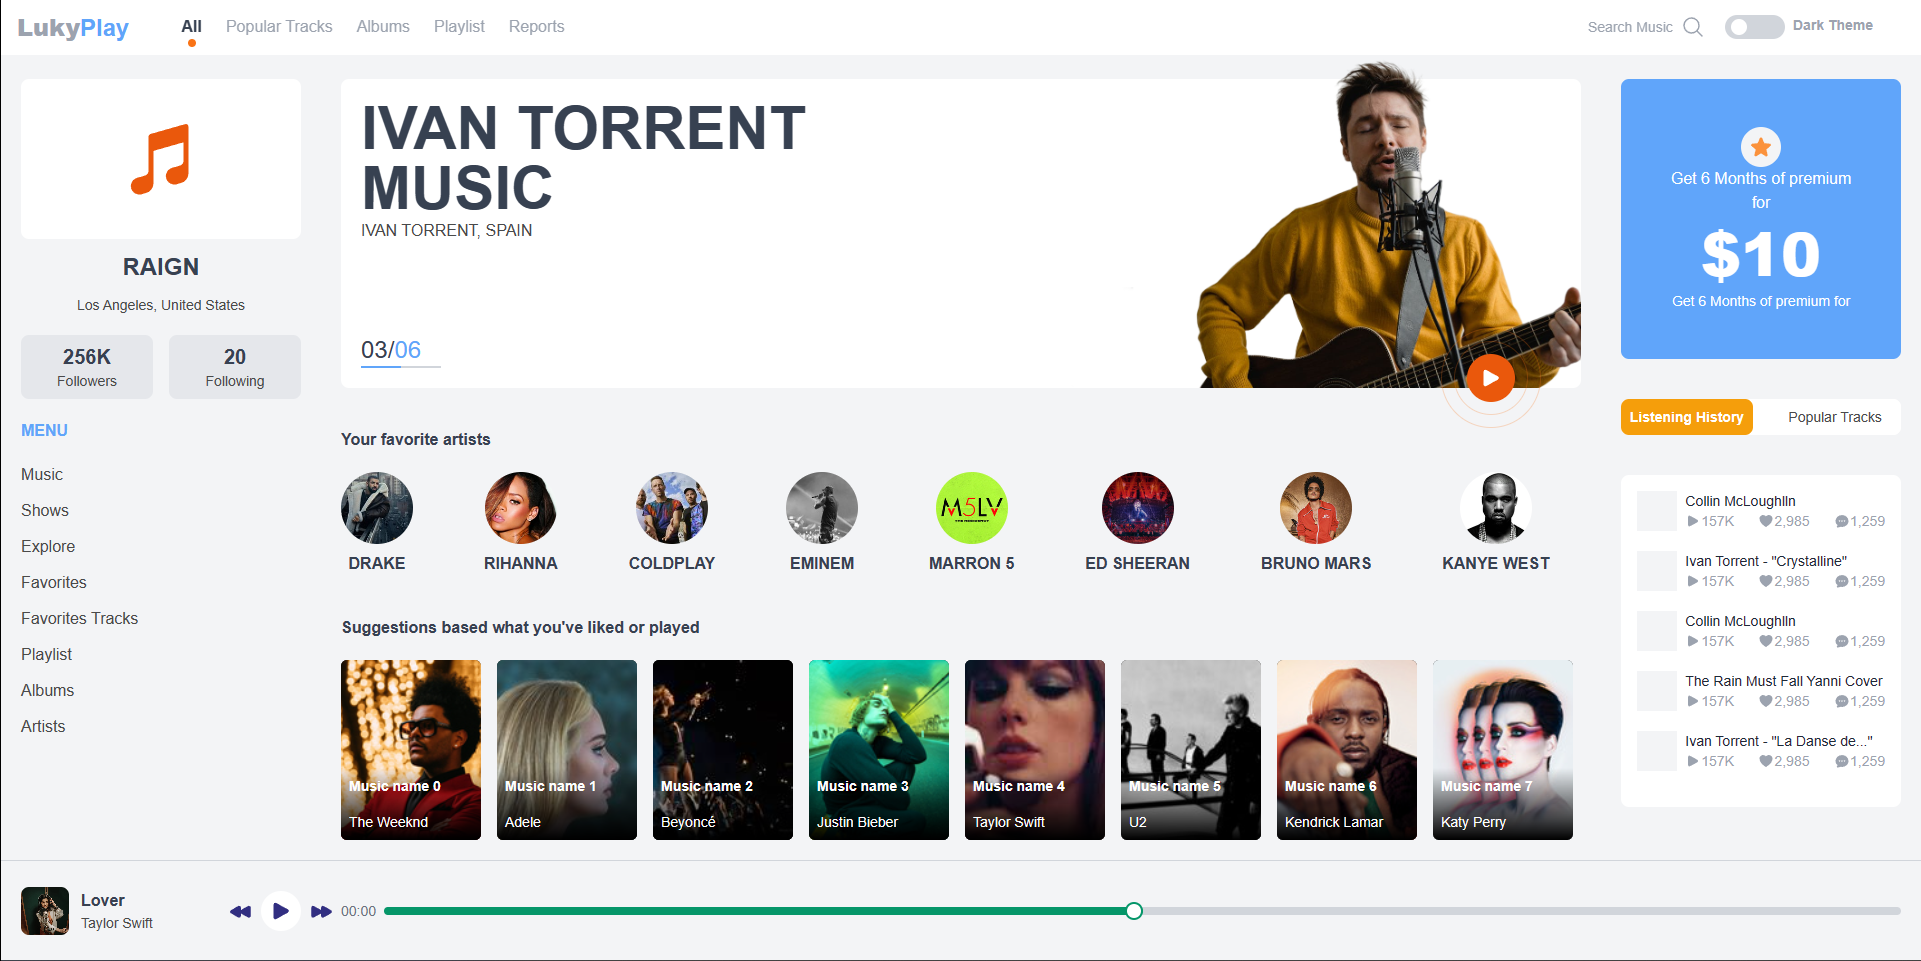 LukyPlay
All
Popular Tracks
Albums
Playlist
Reports
Search Music
Dark Theme
RAIGN
Los Angeles, United States
256K
Followers
20
Following
MENU
Music
Shows
Explore
Favorites
Favorites Tracks
Playlist
Albums
Artists
IVAN TORRENT
MUSIC
IVAN TORRENT, SPAIN
03/06
Your favorite artists
M5LV
DRAKE
RIHANNA
COLDPLAY
EMINEM
MARRON 5
ED SHEERAN
BRUNO MARS
KANYE WEST
Suggestions based what you've liked or played
Music name 0
The Weeknd
Music name 1
Adele
Music name 2
Beyoncé
Music name 3
Justin Bieber
Music name 4
Taylor Swift
Music name 5
U2
Music name 6
Kendrick Lamar
Music name 7
Katy Perry
Get 6 Months of premium
for
$10
Get 6 Months of premium for
Listening History
Popular Tracks
Collin McLoughlIn
157K 2,985 1,259
Ivan Torrent - "Crystalline"
157K 2,985 1,259
Collin McLoughlIn
157K 2,985 1,259
The Rain Must Fall Yanni Cover
157K 2,985 1,259
Ivan Torrent - "La Danse de..."
157K 2,985 1,259
Lover
Taylor Swift
00:00